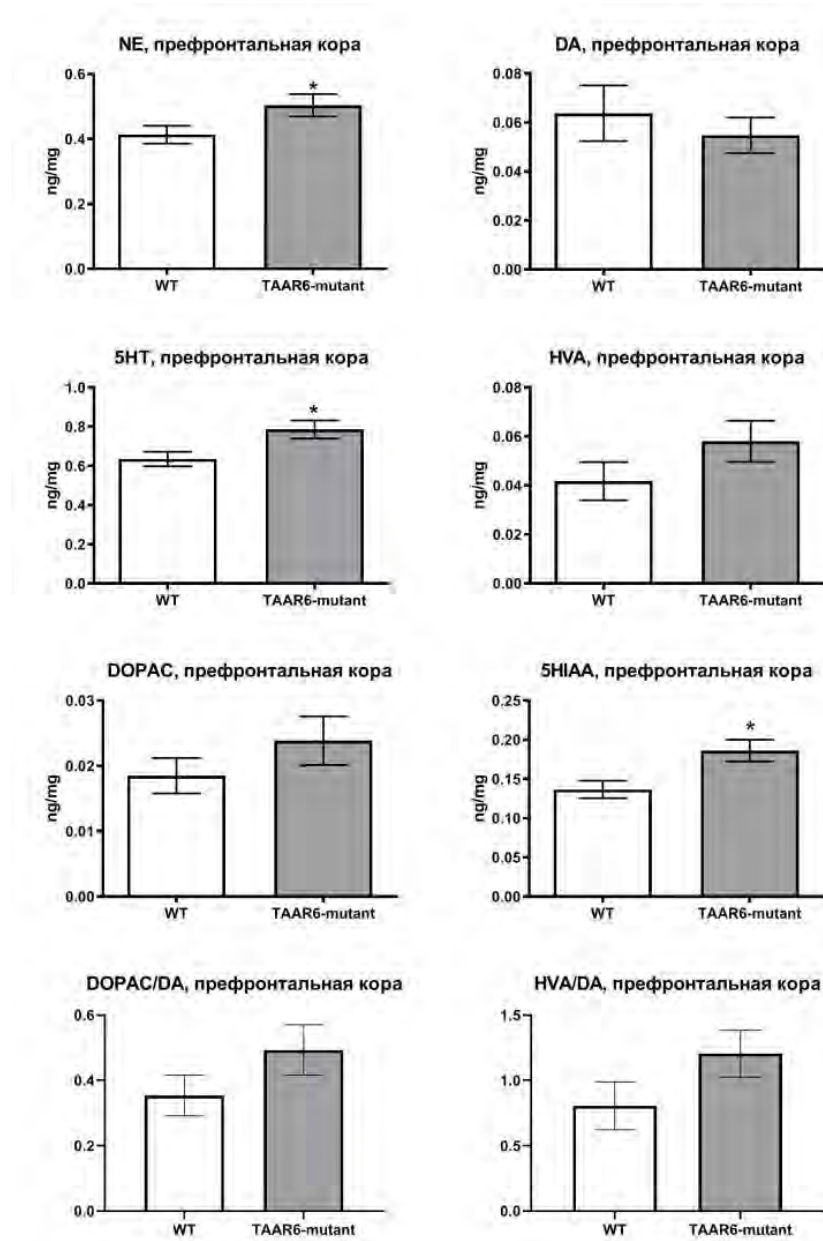 NE, префронтальная кора
0.6
*
0.4
ng/mg
0.2
0.0
WT TAAR6-mutant
DA, префронтальная кора
0.08
0.06
ng/mg
0.04
0.02
0.00
WT TAAR6-mutant
5HT, префронтальная кора
1.0
*
0.8
0.6
ng/mg
0.4
0.2
0.0
WT TAAR6-mutant
HVA, префронтальная кора
0.08
0.06
ng/mg
0.04
0.02
0.00
WT TAAR6-mutant
DOPAC, префронтальная кора
0.03
0.02
ng/mg
0.01
0.00
WT TAAR6-mutant
5HIAA, префронтальная кора
0.25
*
0.20
0.15
ng/mg
0.10
0.05
0.00
WT TAAR6-mutant
DOPAC/DA, префронтальная кора
0.6
0.4
0.2
0.0
WT TAAR6-mutant
HVA/DA, префронтальная кора
1.5
1.0
0.5
0.0
WT TAAR6-mutant